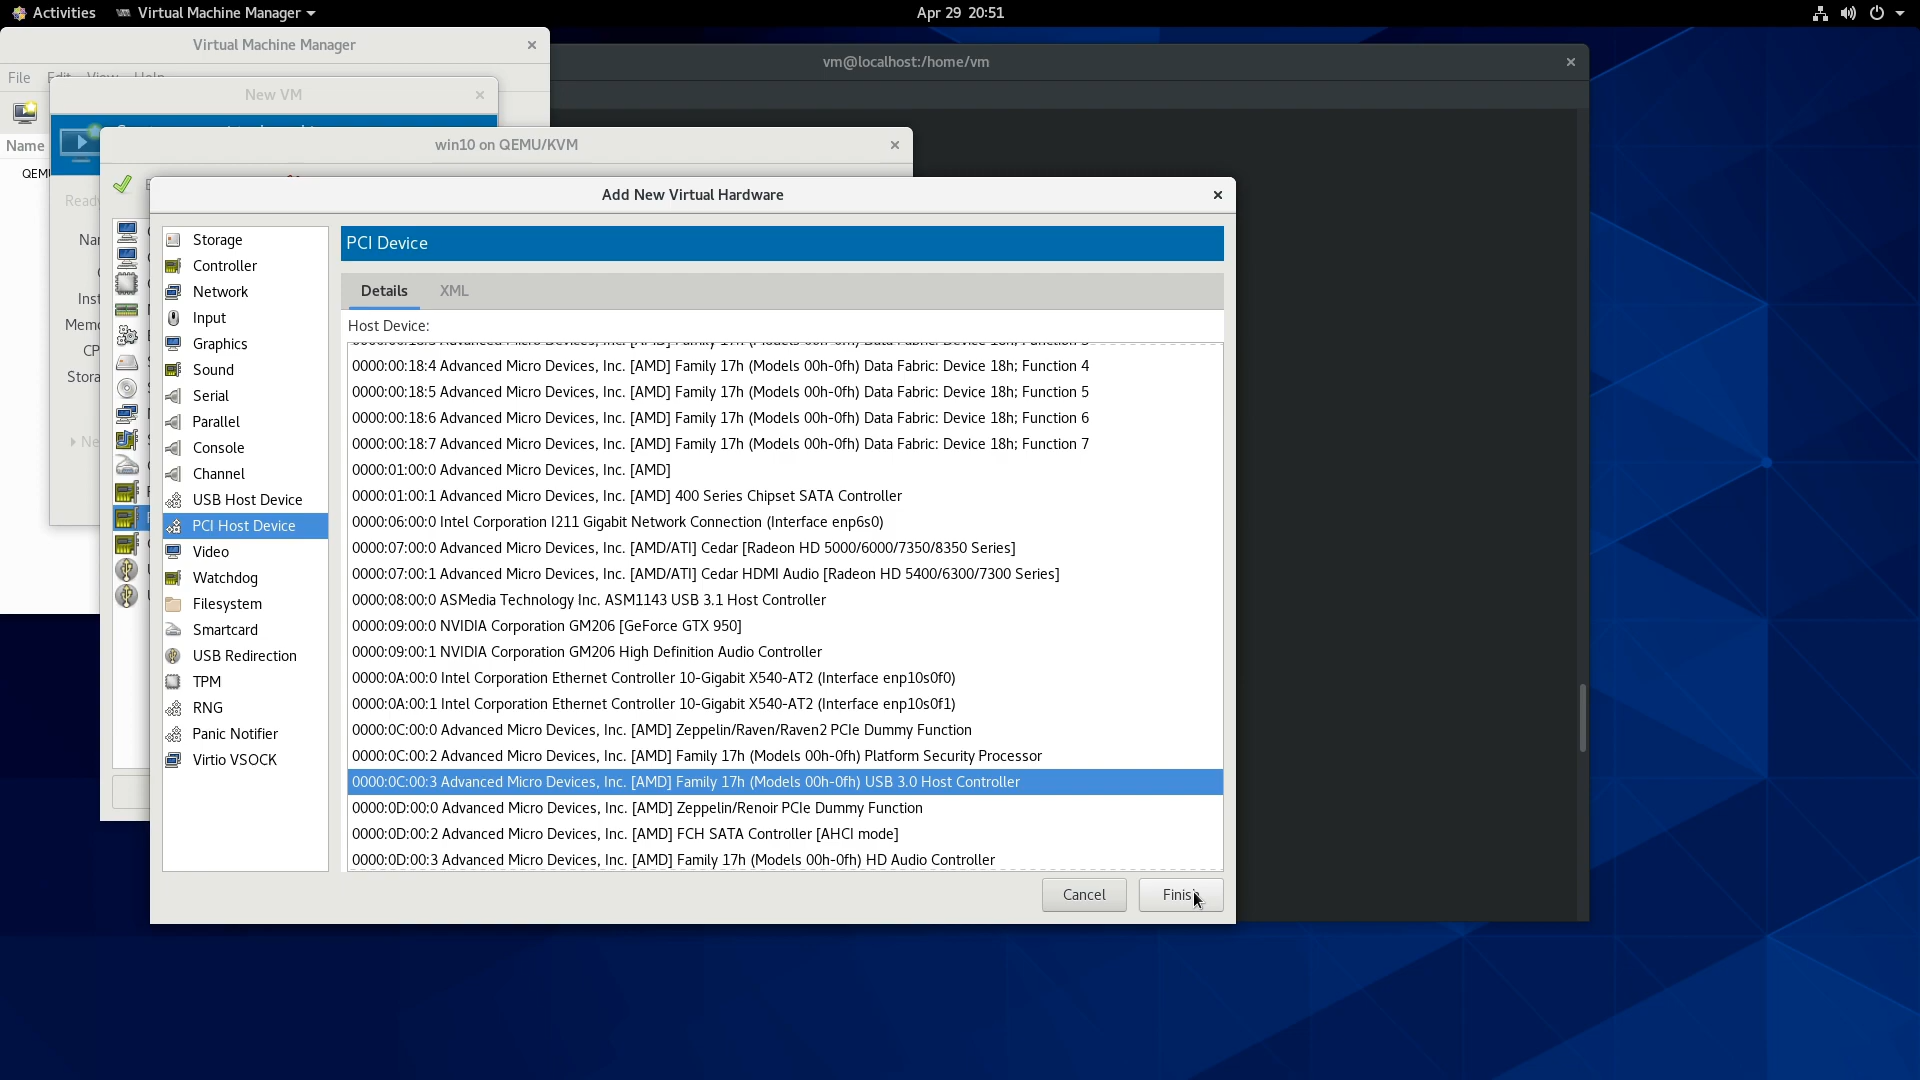 Activities
Virtual Machine Manager
Apr 29 20:51
Virtual Machine Manager
File Edit View Help
vm@localhost:/home/vm
New VM
Name
QEMU
win10 on QEMU/KVM
Add New Virtual Hardware
Storage
Controller
Network
Input
Graphics
Sound
Serial
Parallel
Console
Channel
USB Host Device
PCI Host Device
Video
Watchdog
Filesystem
Smartcard
USB Redirection
TPM
RNG
Panic Notifier
Virtio VSOCK
PCI Device
Details XML
Host Device:
0000:00:18:4 Advanced Micro Devices, Inc. [AMD] Family 17h (Models 00h-0fh) Data Fabric: Device 18h; Function 4
0000:00:18:5 Advanced Micro Devices, Inc. [AMD] Family 17h (Models 00h-0fh) Data Fabric: Device 18h; Function 5
0000:00:18:6 Advanced Micro Devices, Inc. [AMD] Family 17h (Models 00h-0fh) Data Fabric: Device 18h; Function 6
0000:00:18:7 Advanced Micro Devices, Inc. [AMD] Family 17h (Models 00h-0fh) Data Fabric: Device 18h; Function 7
0000:01:00:0 Advanced Micro Devices, Inc. [AMD]
0000:01:00:1 Advanced Micro Devices, Inc. [AMD] 400 Series Chipset SATA Controller
0000:06:00:0 Intel Corporation I211 Gigabit Network Connection (Interface enp6s0)
0000:07:00:0 Advanced Micro Devices, Inc. [AMD/ATI] Cedar [Radeon HD 5000/6000/7350/8350 Series]
0000:07:00:1 Advanced Micro Devices, Inc. [AMD/ATI] Cedar HDMI Audio [Radeon HD 5400/6300/7300 Series]
0000:08:00:0 ASMedia Technology Inc. ASM1143 USB 3.1 Host Controller
0000:09:00:0 NVIDIA Corporation GM206 [GeForce GTX 950]
0000:09:00:1 NVIDIA Corporation GM206 High Definition Audio Controller
0000:0A:00:0 Intel Corporation Ethernet Controller 10-Gigabit X540-AT2 (Interface enp10s0f0)
0000:0A:00:1 Intel Corporation Ethernet Controller 10-Gigabit X540-AT2 (Interface enp10s0f1)
0000:0C:00:0 Advanced Micro Devices, Inc. [AMD] Zeppelin/Raven/Raven2 PCIe Dummy Function
0000:0C:00:2 Advanced Micro Devices, Inc. [AMD] Family 17h (Models 00h-0fh) Platform Security Processor
0000:0C:00:3 Advanced Micro Devices, Inc. [AMD] Family 17h (Models 00h-0fh) USB 3.0 Host Controller
0000:0D:00:0 Advanced Micro Devices, Inc. [AMD] Zeppelin/Renoir PCIe Dummy Function
0000:0D:00:2 Advanced Micro Devices, Inc. [AMD] FCH SATA Controller [AHCI mode]
0000:0D:00:3 Advanced Micro Devices, Inc. [AMD] Family 17h (Models 00h-0fh) HD Audio Controller
Cancel
Finish